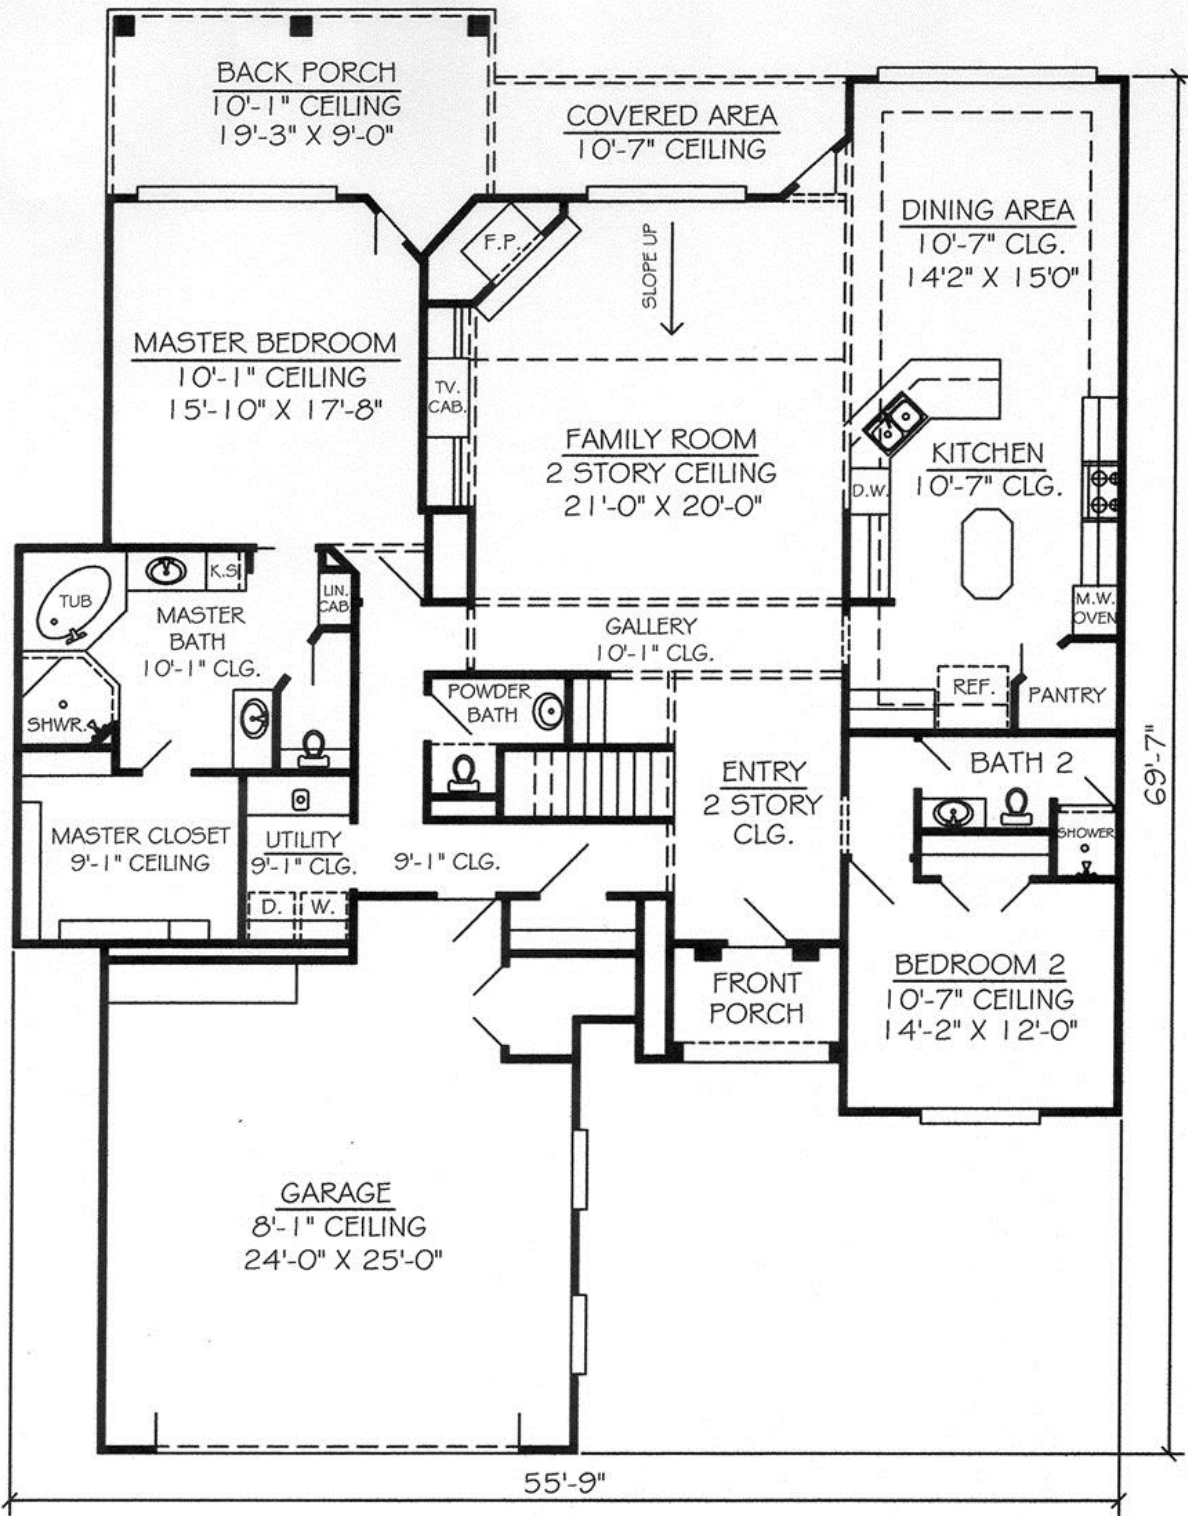 BACK PORCH
10'-1" CEILING
19'-3" X 9'-0"
COVERED AREA
10'-7" CEILING
DINING AREA
10'-7" CLG.
14'2" X 15'0"
F.P.
SLOPE UP
MASTER BEDROOM
10'-1" CEILING
15'-10" X 17'-8"
TV.
CAB.
FAMILY ROOM
2 STORY CEILING
21'-0" X 20'-0"
KITCHEN
10'-7" CLG.
D.W.
M.W.
OVEN
TUB
K.S.
LIN.
CAB
MASTER
BATH
10'-1" CLG.
SHWR.
GALLERY
10'-1" CLG.
POWDER
BATH
REF.
PANTRY
ENTRY
2 STORY
CLG.
BATH 2
SHOWER
69'-7"
MASTER CLOSET
9'-1" CEILING
UTILITY
9'-1" CLG.
D.
W.
9'-1" CLG.
FRONT
PORCH
BEDROOM 2
10'-7" CEILING
14'-2" X 12'-0"
GARAGE
8'-1" CEILING
24'-0" X 25'-0"
55'-9"